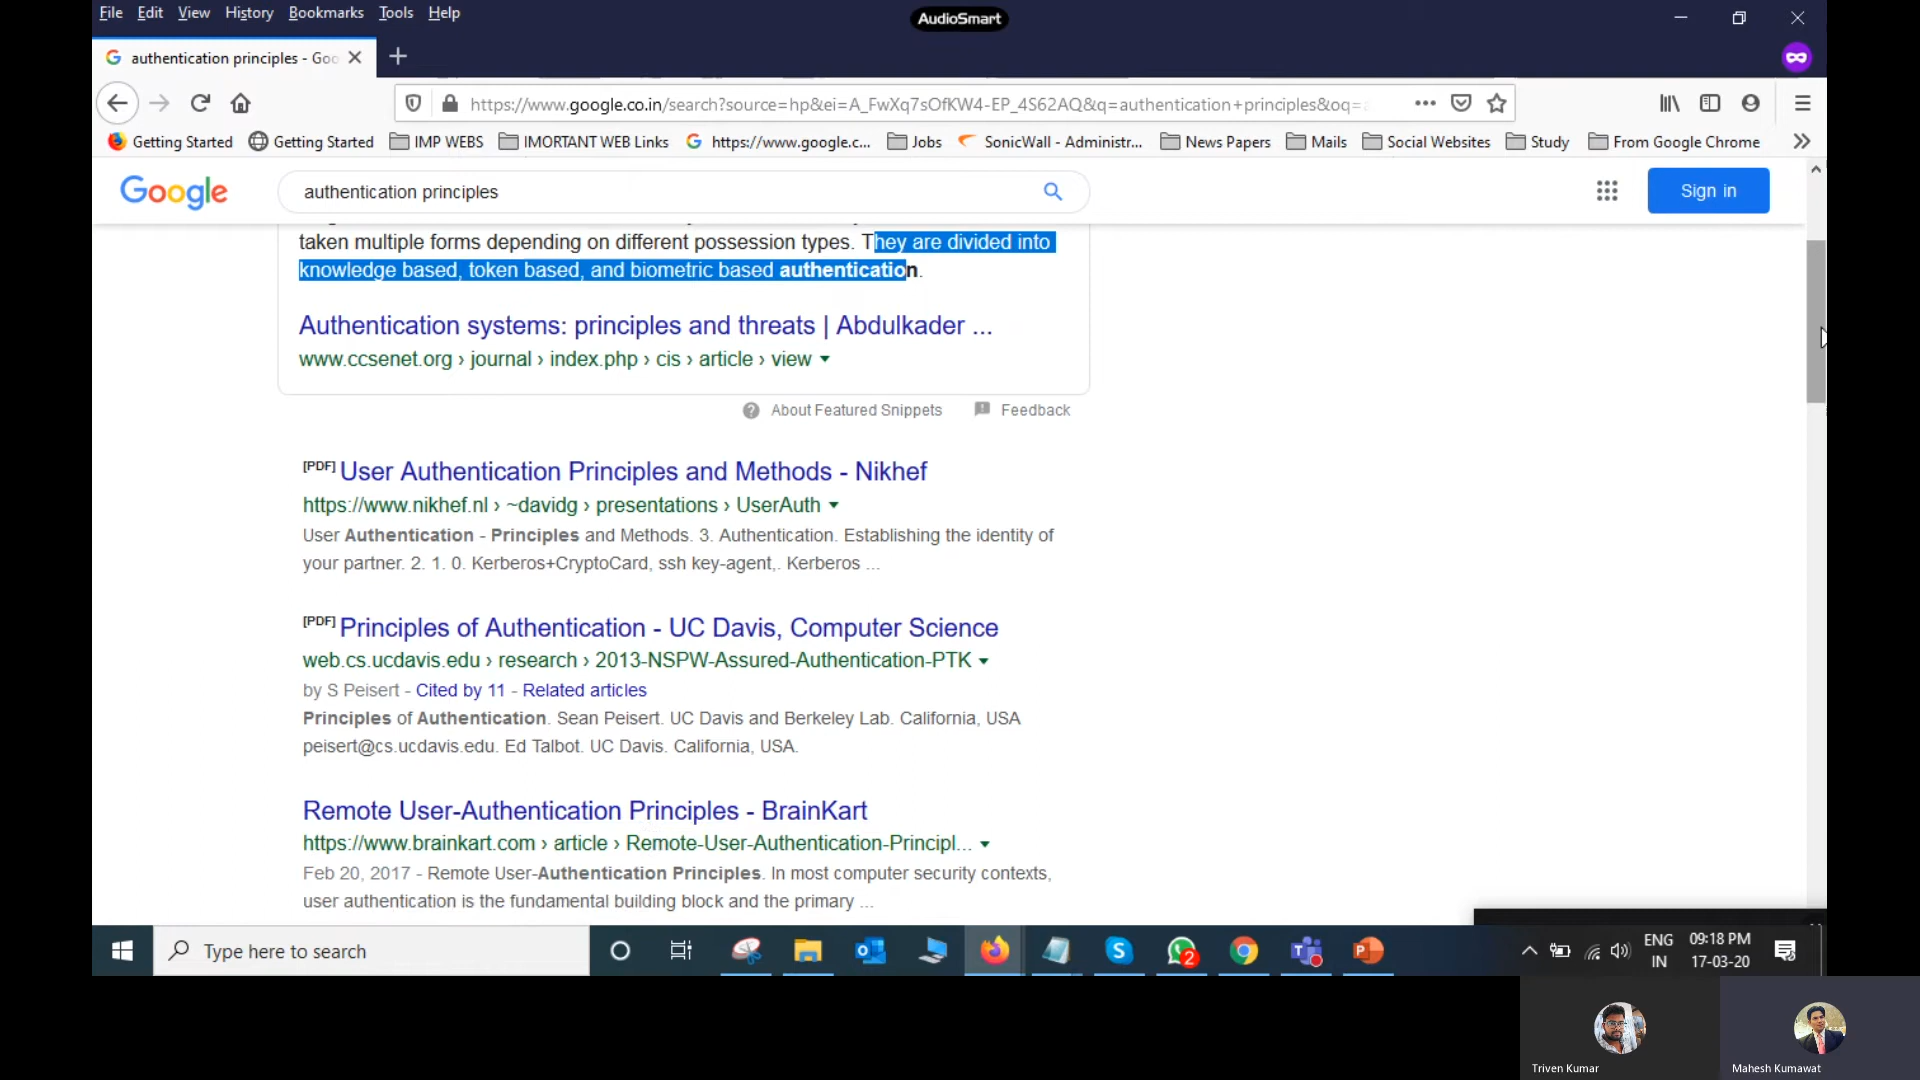 File Edit View History Bookmarks Tools Help
AudioSmart
authentication principles - Goo
https://www.google.co.in/search?source=hp&ei=A_FwXq7sOfKW4-EP_4S62AQ&q=authentication+principles&oq=
Getting Started Getting Started IMP WEBS IMORTANT WEB Links https://www.google.c... Jobs SonicWall - Administr... News Papers Mails Social Websites Study From Google Chrome
Google authentication principles Sign in
taken multiple forms depending on different possession types. They are divided into
knowledge based, token based, and biometric based authentication.
Authentication systems: principles and threats | Abdulkader ...
www.ccsenet.org › journal › index.php › cis › article › view
About Featured Snippets Feedback
[PDF] User Authentication Principles and Methods - Nikhef
https://www.nikhef.nl › ~davidg › presentations › UserAuth
User Authentication - Principles and Methods. 3. Authentication. Establishing the identity of
your partner. 2. 1. 0. Kerberos+CryptoCard, ssh key-agent,. Kerberos ...
[PDF] Principles of Authentication - UC Davis, Computer Science
web.cs.ucdavis.edu › research › 2013-NSPW-Assured-Authentication-PTK
by S Peisert - Cited by 11 - Related articles
Principles of Authentication. Sean Peisert. UC Davis and Berkeley Lab. California, USA
peisert@cs.ucdavis.edu. Ed Talbot. UC Davis. California, USA.
Remote User-Authentication Principles - BrainKart
https://www.brainkart.com › article › Remote-User-Authentication-Principl...
Feb 20, 2017 - Remote User-Authentication Principles. In most computer security contexts,
user authentication is the fundamental building block and the primary ...
Type here to search
2
ENG 09:18 PM
IN 17-03-20
Triven Kumar Mahesh Kumawat